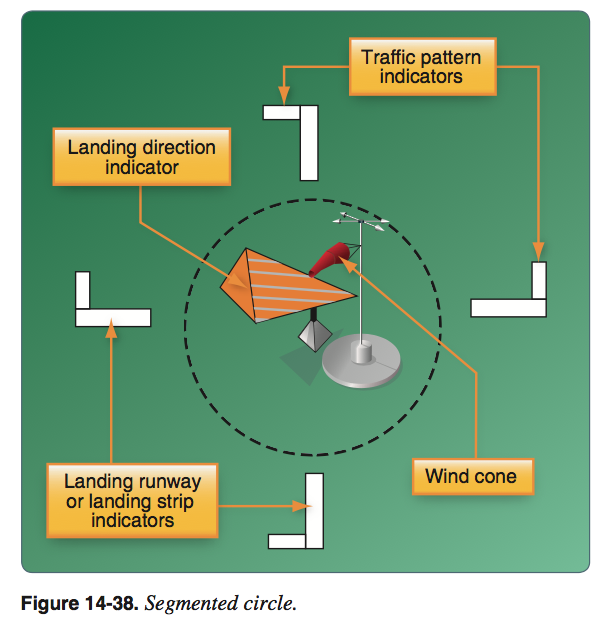 Traffic pattern
indicators
Landing direction
indicator
Wind cone
Landing runway
or landing strip
indicators
Figure 14-38. Segmented circle.